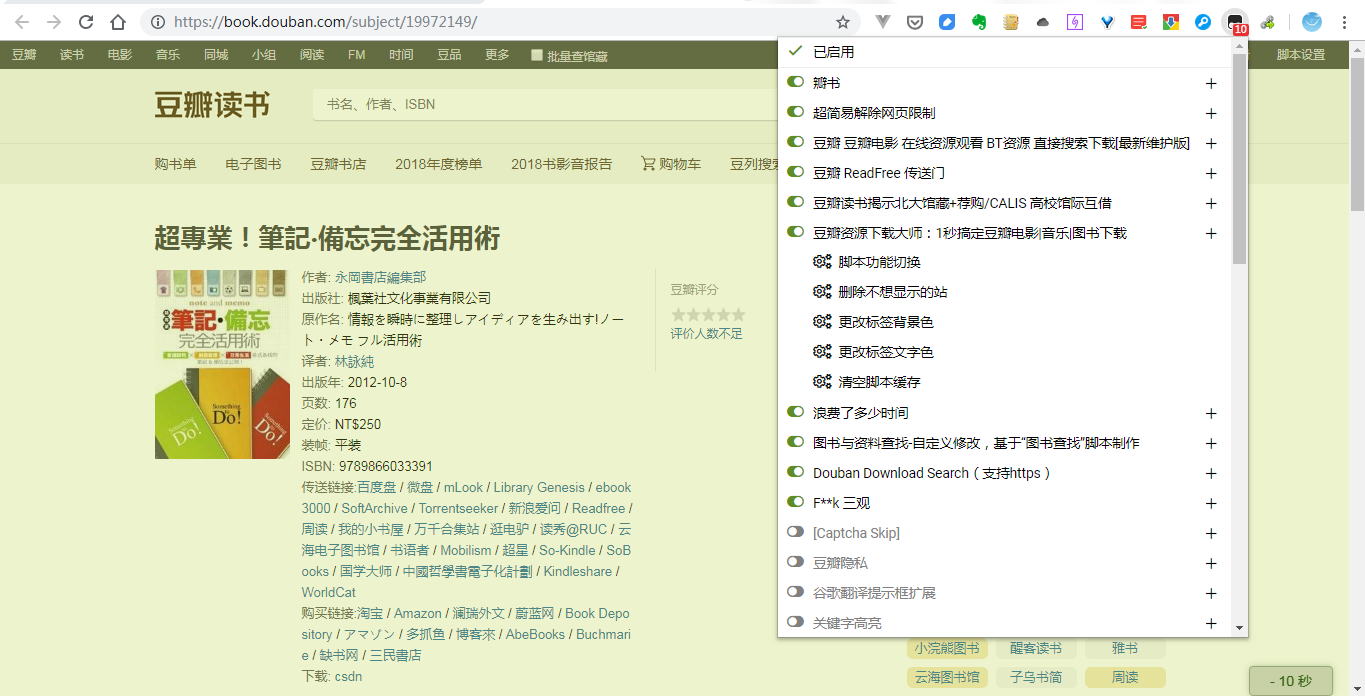 https://book.douban.com/subject/19972149/
10
豆瓣 读书 电影 音乐 同城 小组 阅读 FM 时间 豆品 更多 批量查馆藏
脚本设置
豆瓣读书
书名、作者、ISBN
购书单 电子图书 豆瓣书店 2018年度榜单 2018书影音报告 购物车 豆列搜索
超專業！筆記·備忘完全活用術
note and memo
筆記·備忘
完全活用術
Something to Do!
Something to Do!
Something to Do!
作者: 永岡書店編集部
出版社: 楓葉社文化事業有限公司
原作名: 情報を瞬時に整理しアイディアを生み出す!ノー
ト・メモ フル活用術
译者: 林詠純
出版年: 2012-10-8
页数: 176
定价: NT$250
装帧: 平装
ISBN: 9789866033391
传送链接:百度盘 / 微盘 / mLook / Library Genesis / ebook
3000 / SoftArchive / Torrentseeker / 新浪爱问 / Readfree /
周读 / 我的小书屋 / 万千合集站 / 逛电驴 / 读秀@RUC / 云
海电子图书馆 / 书语者 / Mobilism / 超星 / So-Kindle / SoB
ooks / 国学大师 / 中國哲學書電子化計劃 / Kindleshare /
WorldCat
购买链接:淘宝 / Amazon / 澜瑞外文 / 蔚蓝网 / Book Depo
sitory / アマゾン / 多抓鱼 / 博客來 / AbeBooks / Buchmari
e / 缺书网 / 三民書店
下载: csdn
豆瓣评分
评价人数不足
已启用
瓣书
超简易解除网页限制
豆瓣 豆瓣电影 在线资源观看 BT资源 直接搜索下载[最新维护版]
豆瓣 ReadFree 传送门
豆瓣读书揭示北大馆藏+荐购/CALIS 高校馆际互借
豆瓣资源下载大师：1秒搞定豆瓣电影|音乐|图书下载
脚本功能切换
删除不想显示的站
更改标签背景色
更改标签文字色
清空脚本缓存
浪费了多少时间
图书与资料查找-自定义修改，基于“图书查找”脚本制作
Douban Download Search（支持https）
F**k 三观
[Captcha Skip]
豆瓣隐私
谷歌翻译提示框扩展
关键字高亮
小浣熊图书 醒客读书 雅书
云海图书馆 子乌书简 周读
- 10 秒